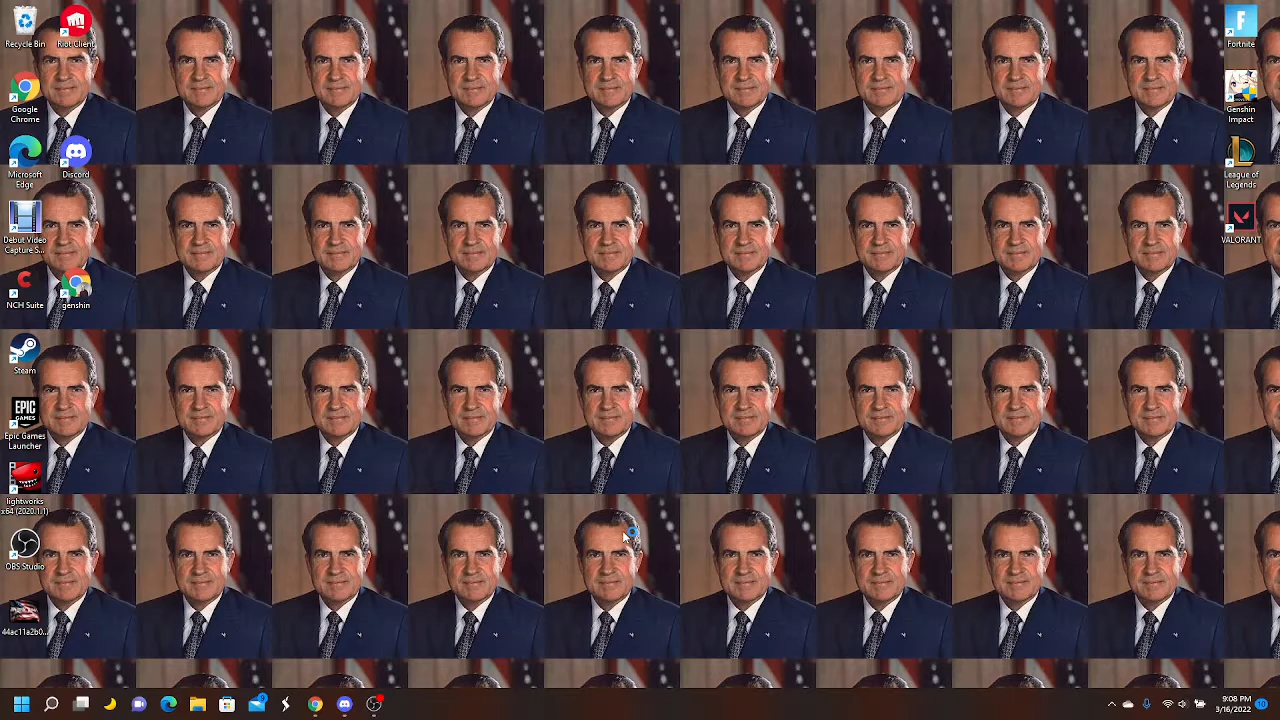 Recycle Bin
Riot Client
Google
Chrome
Microsoft
Edge
Discord
Debut Video
Capture S...
NCH Suite
genshin
Steam
EPIC
GAMES
Epic Games
Launcher
lightworks
x64 (2020.1.1)
OBS Studio
44ac11a2b0...
Fortnite
Genshin
Impact
League of
Legends
VALORANT
9:08 PM
3/16/2022
10